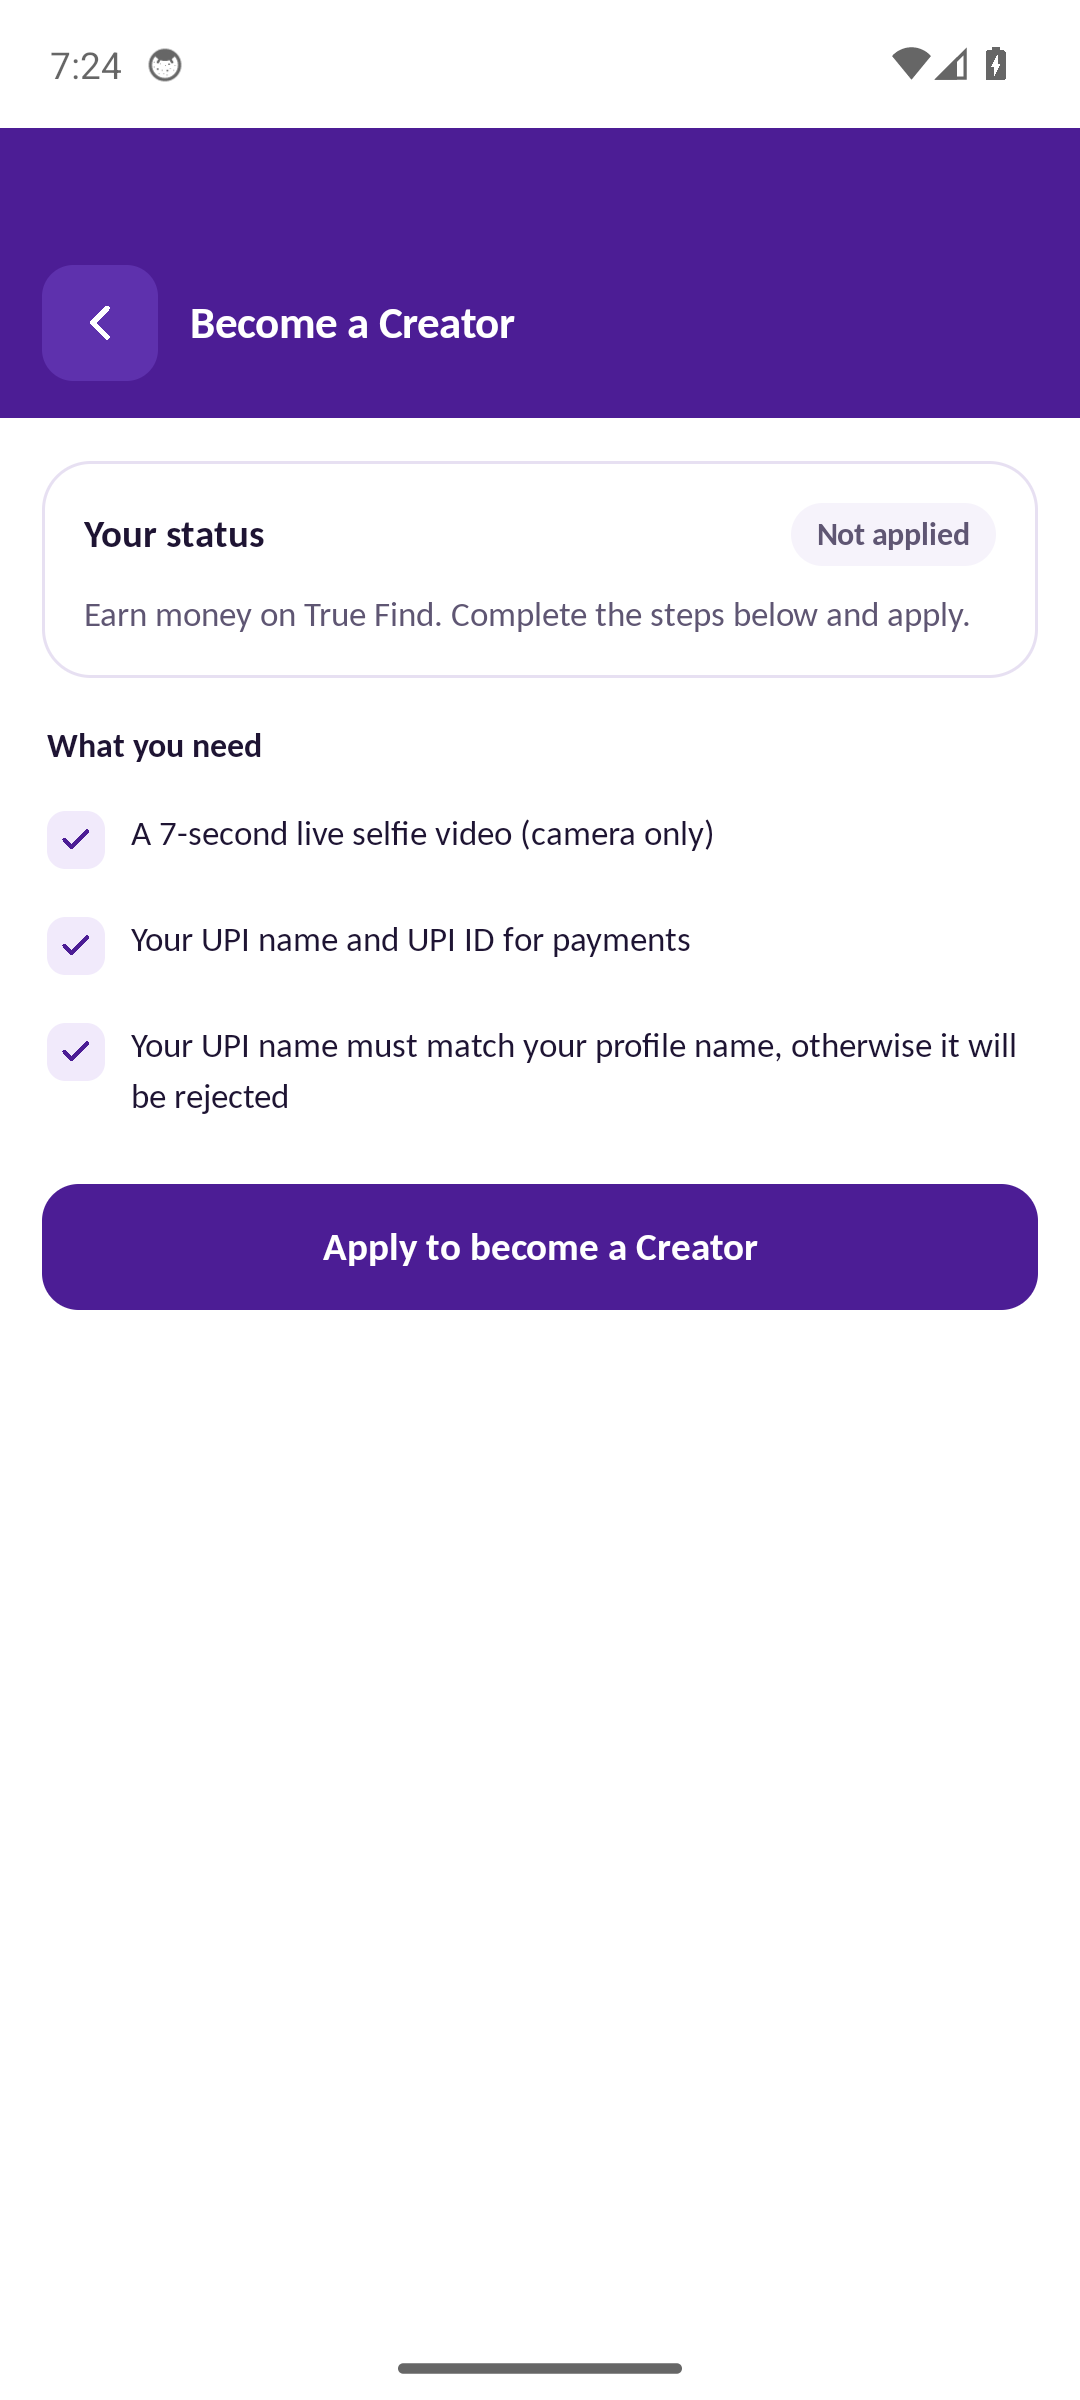 7:24
Become a Creator
Your status
Not applied
Earn money on True Find. Complete the steps below and apply.
What you need
A 7-second live selfie video (camera only)
Your UPI name and UPI ID for payments
Your UPI name must match your profile name, otherwise it will
be rejected
Apply to become a Creator